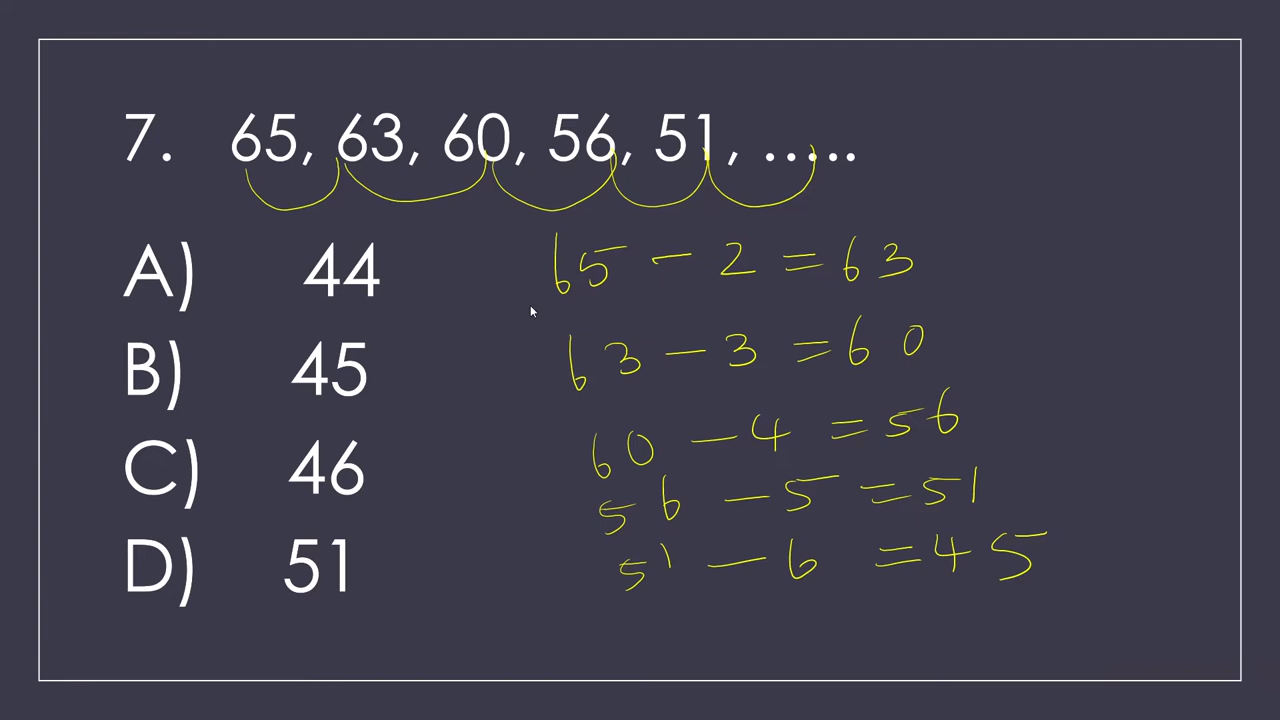 7. 65, 63, 60, 56, 51, .....
A) 44
B) 45
C) 46
D) 51
65 - 2 = 63
63 - 3 = 60
60 - 4 = 56
56 - 5 = 51
51 - 6 = 45